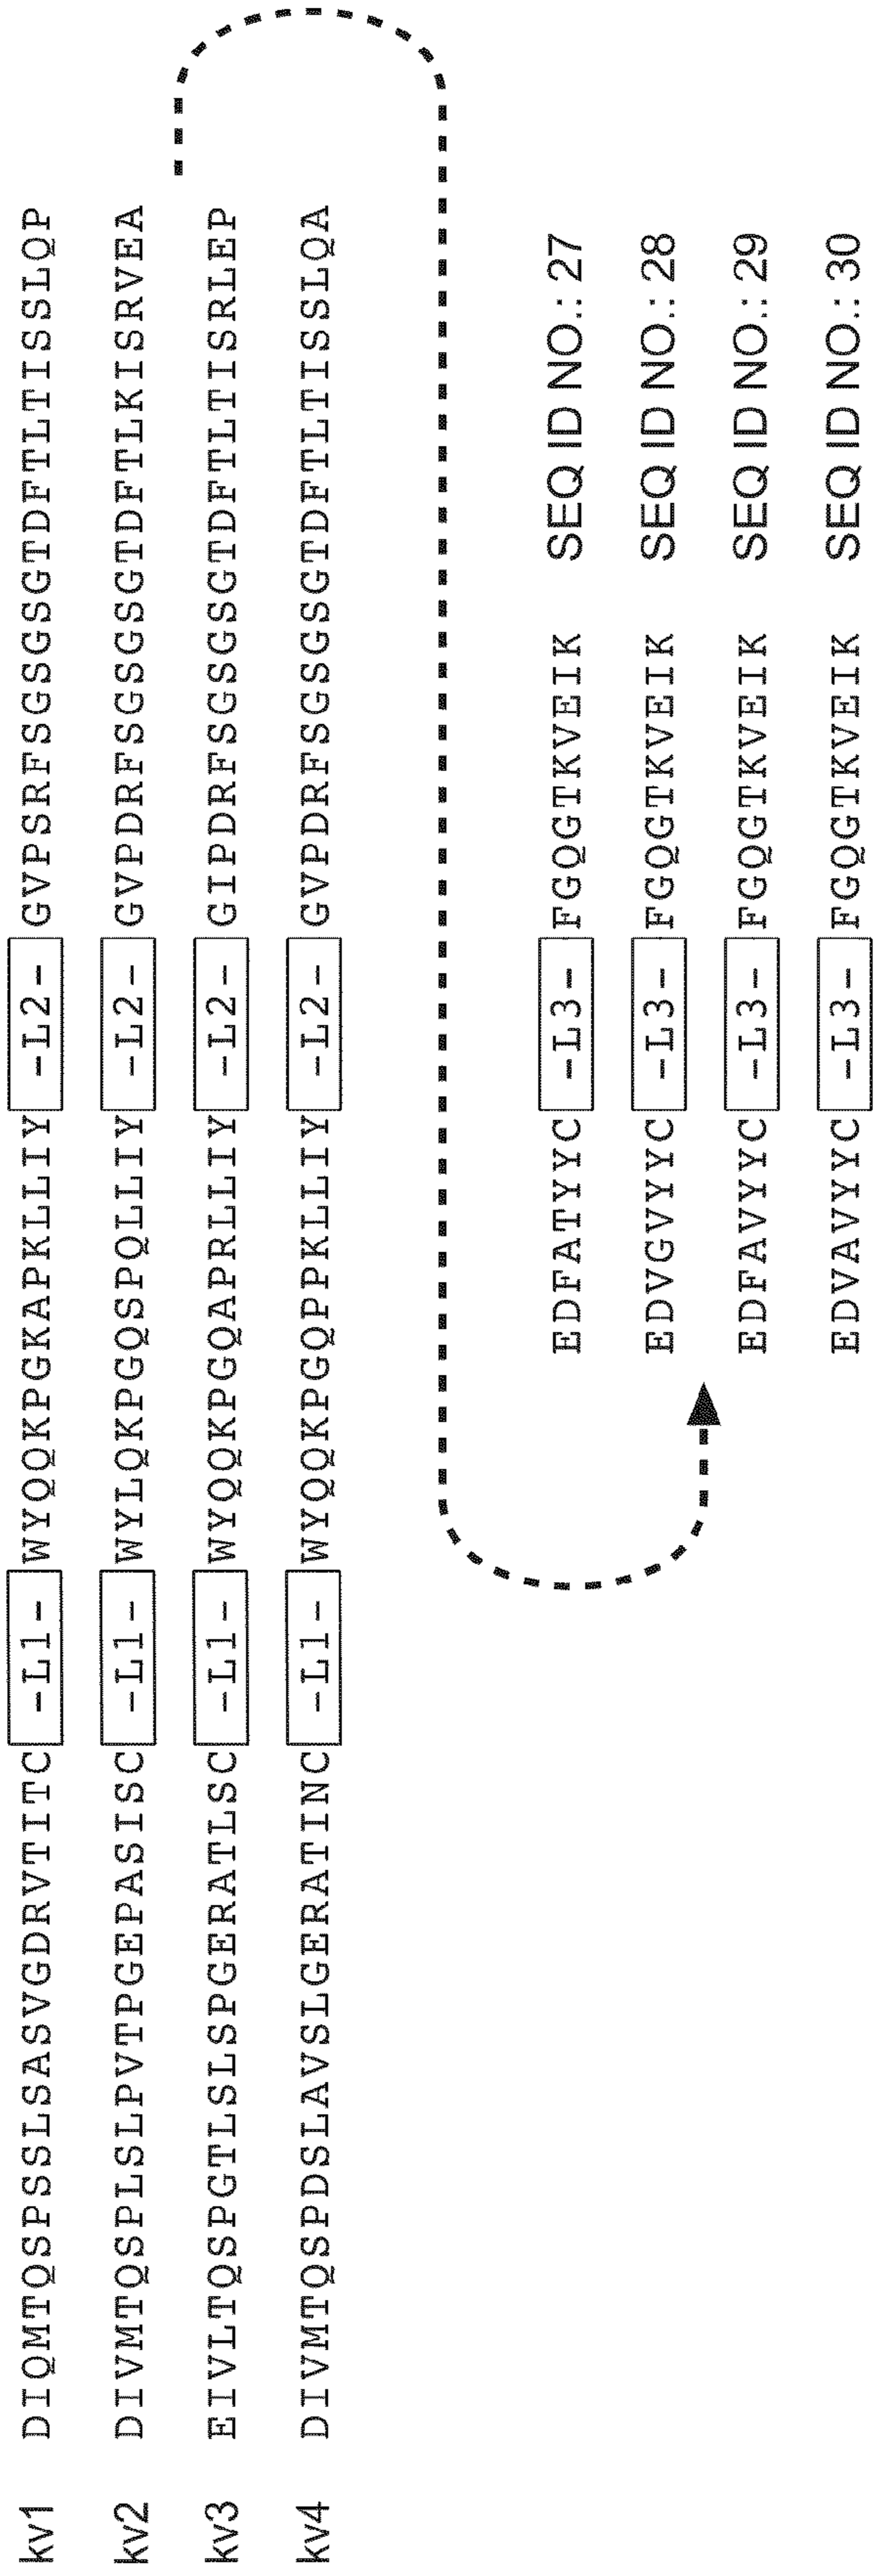 kv1 DIQMTQSPSSLSASVGDRVTITC -L1- WYQQKPGKAPKLLIY -L2- GVPSRFSGSGSGTDFTLTISSLQP
kv2 DIVMTQSPLSLPVTPGEPASISC -L1- WYLQKPGQSPQLLIY -L2- GVPDRFSGSGSGTDFTLKISRVEA
kv3 EIVLTQSPGTLSLSPGERATLSC -L1- WYQQKPGQAPRLLIY -L2- GIPDRFSGSGSGTDFTLTISRLEP
kv4 DIVMTQSPDSLAVSLGERATINC -L1- WYQQKPGQPPKLLIY -L2- GVPDRFSGSGSGTDFTLTISSLQA
EDFATYYC -L3- FGQGTKVEIK SEQ ID NO.: 27
EDVGVYYC -L3- FGQGTKVEIK SEQ ID NO.: 28
EDFAVYYC -L3- FGQGTKVEIK SEQ ID NO.: 29
EDVAVYYC -L3- FGQGTKVEIK SEQ ID NO.: 30